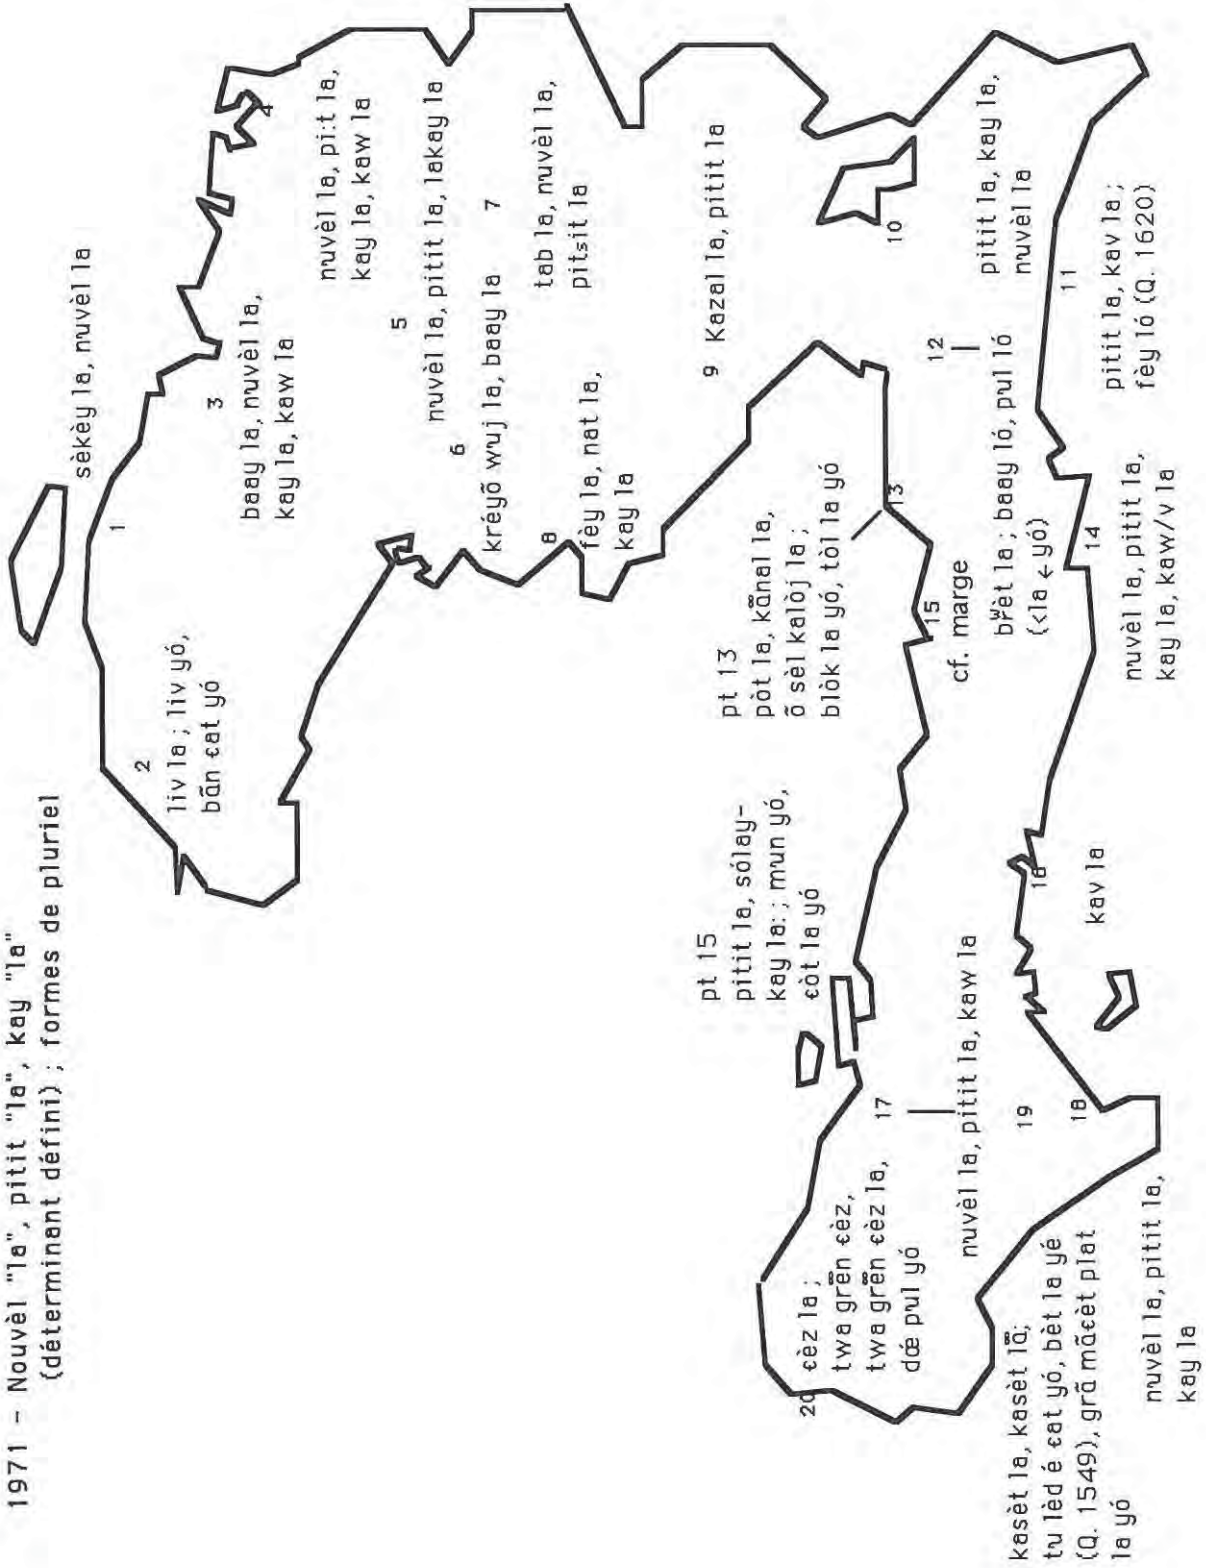 1971 – Nouvèl "la", pitit "la", kay "la"
(déterminant défini) ; formes de pluriel
sèkèy la, nuvèl la
1
2
liv la ; liv yó,
bãn ɛat yó
3
baay la, nuvèl la,
kay la, kaw la
4
nuvèl la, pi:t la,
kay la, kaw la
5
nuvèl la, pitit la, lakay la
6
kréyõ wuj la, baay la
7
tab la, nuvèl la,
pitₛit la
8
fèy la, nat la,
kay la
9 Kazal la, pitit la
10
pitit la, kay la,
nuvèl la
11
pitit la, kav la ;
fèy ló (Q. 1620)
12
bʷrèt la ; baay ló, pul ló
(<la ← yó)
pt 13
pòt la, kãnal la,
õ sèl kalòj la ;
blòk la yó, tòl la yó
13
14
nuvèl la, pitit la,
kay la, kaw/v la
15
cf. marge
pt 15
pitit la, sólay-
kay la: ; mun yó,
ɛòt la yó
16
kav la
17
nuvèl la, pitit la, kaw la
18
nuvèl la, pitit la,
kay la
19
kasèt la, kasèt lã;
tu lèd é ɛat yó, bèt la yé
(Q. 1549), grã mãɛèt plat
la yó
20
ɛèz la ;
twa grẽn ɛèz,
twa grẽn ɛèz la,
dœ pul yó